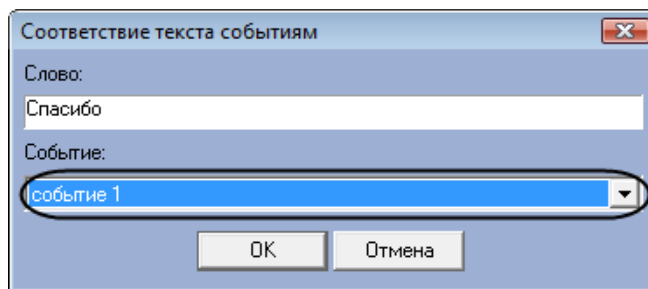 Соответствие текста событиям
Слово:
Спасибо
Событие:
событие 1
OK
Отмена